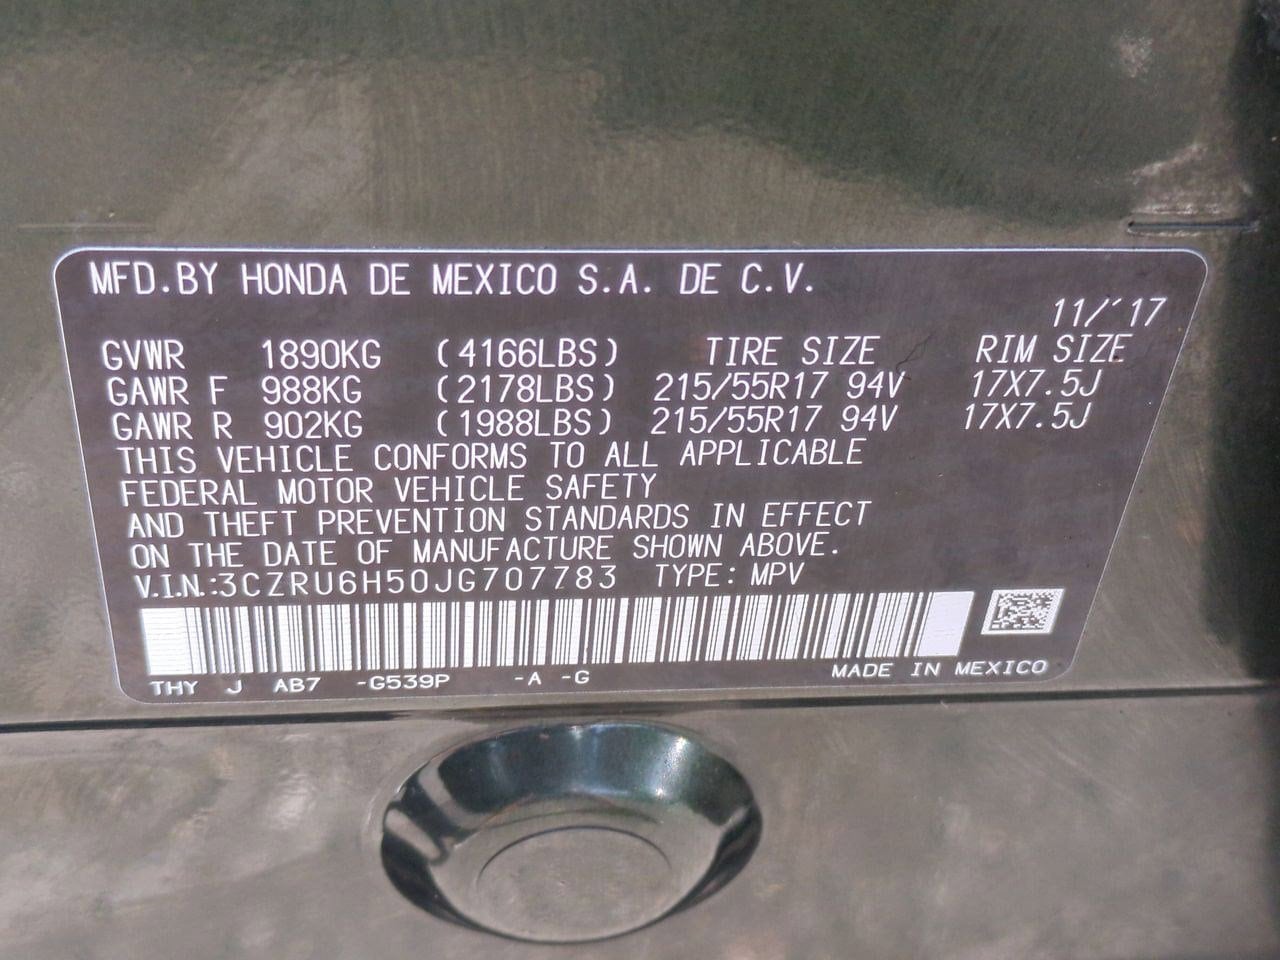 MFD.BY HONDA DE MEXICO S.A. DE C.V.
11/´17
GVWR 1890KG (4166LBS) TIRE SIZE RIM SIZE
GAWR F 988KG (2178LBS) 215/55R17 94V 17X7.5J
GAWR R 902KG (1988LBS) 215/55R17 94V 17X7.5J
THIS VEHICLE CONFORMS TO ALL APPLICABLE
FEDERAL MOTOR VEHICLE SAFETY
AND THEFT PREVENTION STANDARDS IN EFFECT
ON THE DATE OF MANUFACTURE SHOWN ABOVE.
V.I.N.:3CZRU6H50JG707783 TYPE: MPV
THY J AB7 -G539P -A -G MADE IN MEXICO